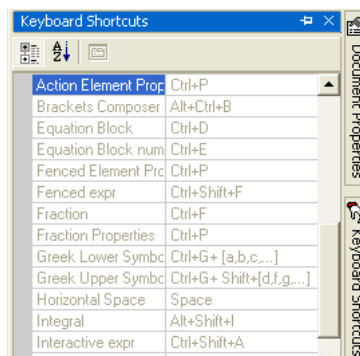 Keyboard Shortcuts
Action Element Prop Ctrl+P
Brackets Composer Alt+Ctrl+B
Equation Block Ctrl+D
Equation Block num Ctrl+E
Fenced Element Prc Ctrl+P
Fenced expr Ctrl+Shift+F
Fraction Ctrl+F
Fraction Properties Ctrl+P
Greek Lower Symbc Ctrl+G+ [a,b,c,...]
Greek Upper Symbc Ctrl+G+ Shift+[d,f,g,...]
Horizontal Space Space
Integral Alt+Shift+I
Interactive expr Ctrl+Shift+A
Document Properties
Keyboard Shortcuts